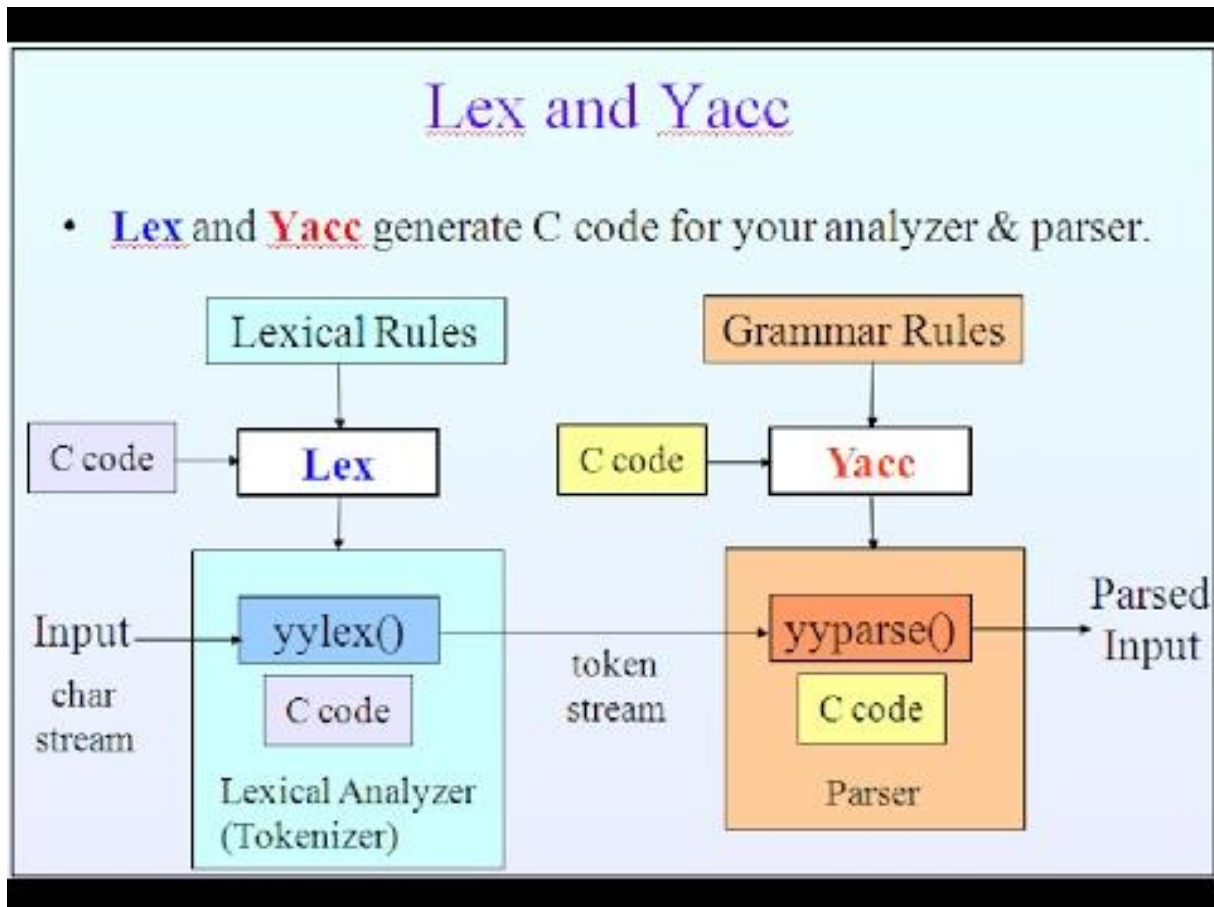 Lex and Yacc
• Lex and Yacc generate C code for your analyzer & parser.
Lexical Rules
Grammar Rules
C code
Lex
C code
Yacc
Input
char
stream
yylex()
C code
Lexical Analyzer
(Tokenizer)
token
stream
yyparse()
C code
Parser
Parsed
Input